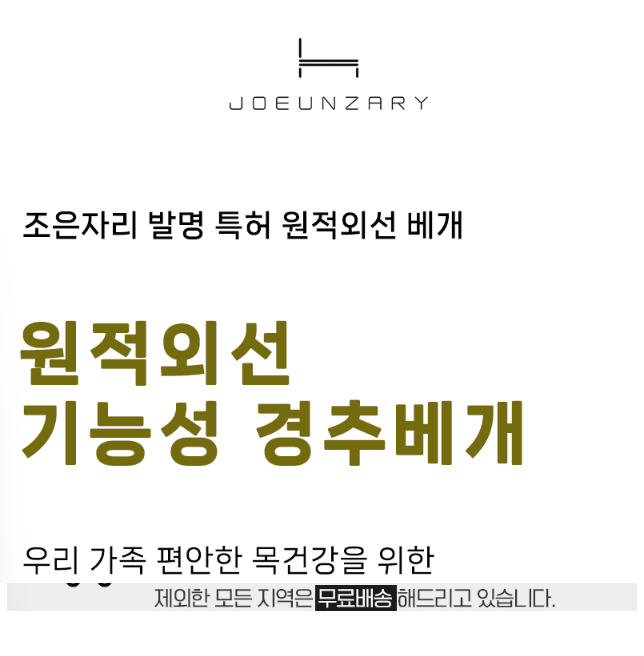 JOEUNZARY
조은자리 발명 특허 원적외선 베개
원적외선
기능성 경추베개
우리 가족 편안한 목건강을 위한
제외한 모든 지역은 무료배송 해드리고 있습니다.